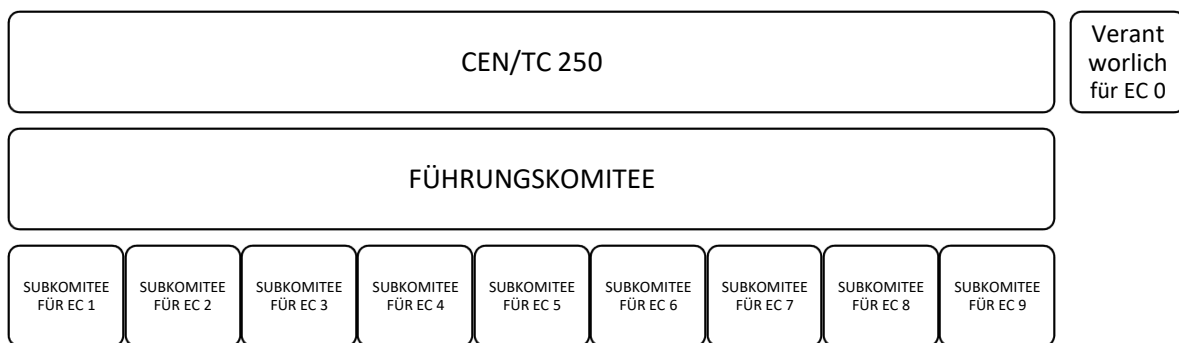 CEN/TC 250
Verant
worlich
für EC 0
FÜHRUNGSKOMITEE
SUBKOMITEE
FÜR EC 1
SUBKOMITEE
FÜR EC 2
SUBKOMITEE
FÜR EC 3
SUBKOMITEE
FÜR EC 4
SUBKOMITEE
FÜR EC 5
SUBKOMITEE
FÜR EC 6
SUBKOMITEE
FÜR EC 7
SUBKOMITEE
FÜR EC 8
SUBKOMITEE
FÜR EC 9